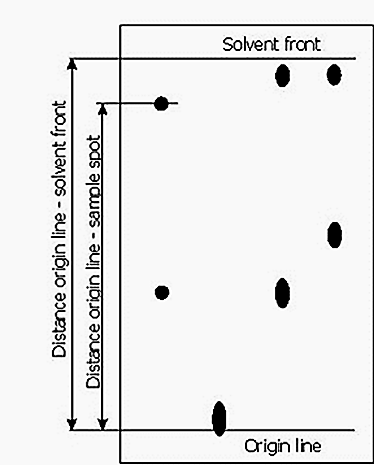 Solvent front
Distance origin line - solvent front
Distance origin line - sample spot
Origin line